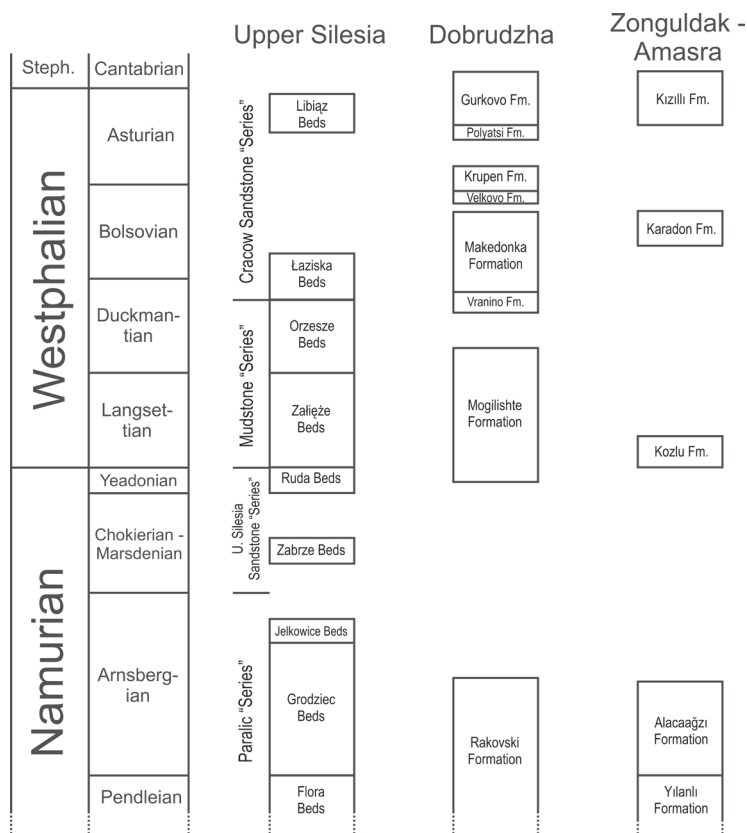 Upper Silesia
Dobrudzha
Zonguldak -
Amasra
Steph.
Cantabrian
Westphalian
Asturian
Bolsovian
Duckman-
tian
Langset-
tian
Namurian
Yeadonian
Chokierian -
Marsdenian
Arnsberg-
ian
Pendleian
Cracow Sandstone "Series"
Mudstone "Series"
U. Silesia
Sandstone "Series"
Paralic "Series"
Libiąz
Beds
Łaziska
Beds
Orzesze
Beds
Załięże
Beds
Ruda Beds
Zabrze Beds
Jelkowice Beds
Grodziec
Beds
Flora
Beds
Gurkovo Fm.
Polyatsi Fm.
Krupen Fm.
Velkovo Fm.
Makedonka
Formation
Vranino Fm.
Mogilishte
Formation
Rakovski
Formation
Kızıllı Fm.
Karadon Fm.
Kozlu Fm.
Alacaağzı
Formation
Yılanlı
Formation